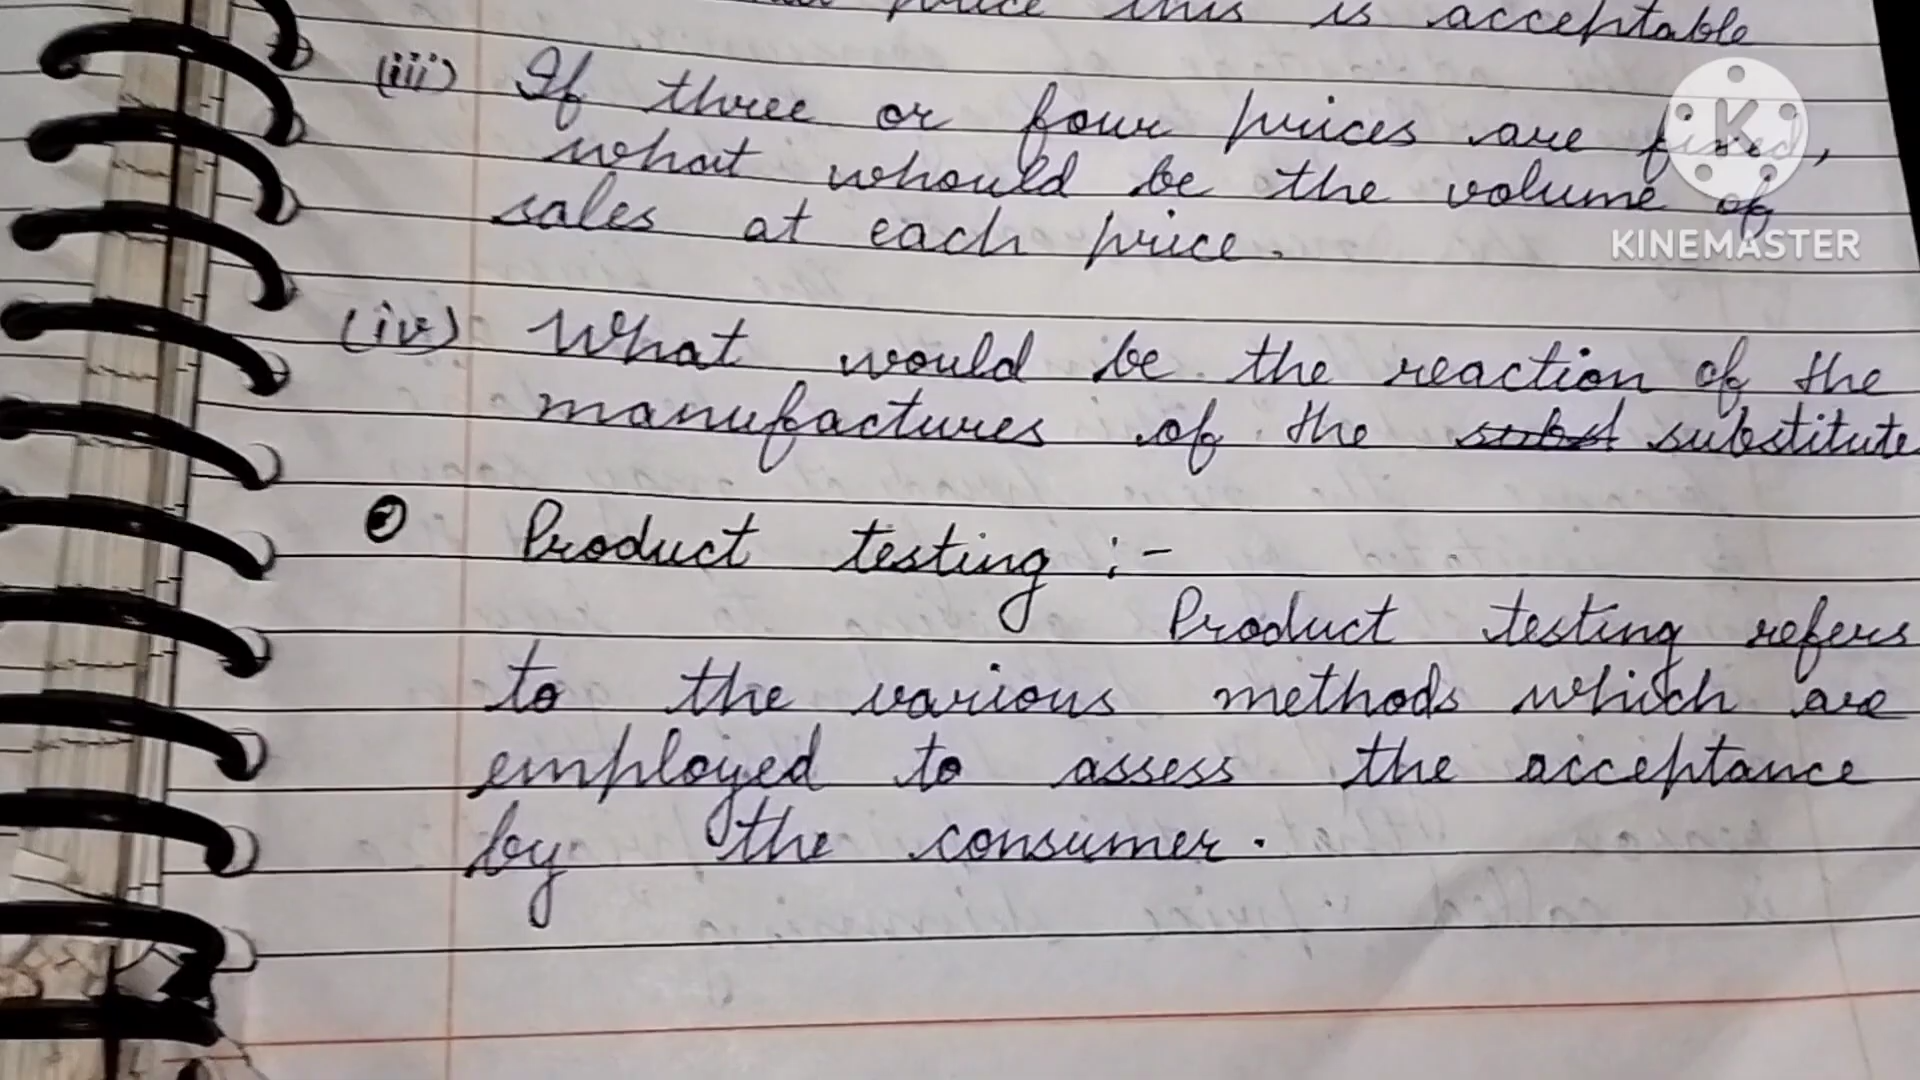 price this is acceptable
(iii) If three or four prices are fixed,
what whould be the volume of
sales at each price.
(iv) What would be the reaction of the
manufactures of the subst substitute
Product testing :-
Product testing refers
to the various methods which are
employed to assess the acceptance
by the consumer.
K
KINEMASTER